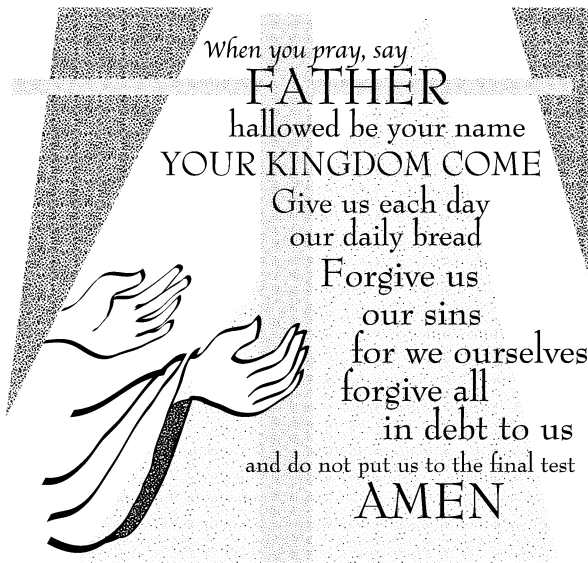 When you pray, say
FATHER
hallowed be your name
YOUR KINGDOM COME
Give us each day
our daily bread
Forgive us
our sins
for we ourselves
forgive all
in debt to us
and do not put us to the final test
AMEN